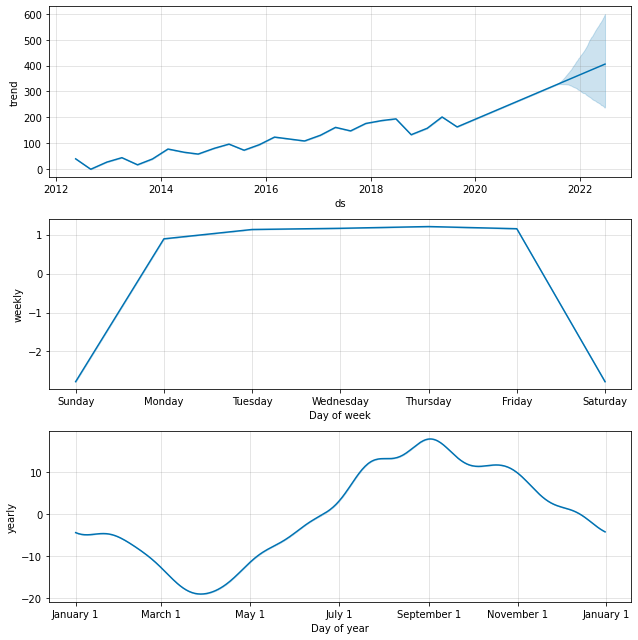 600
500
400
300
200
100
0
trend
2012 2014 2016 2018 2020 2022
ds
1
0
−1
−2
weekly
Sunday Monday Tuesday Wednesday Thursday Friday Saturday
Day of week
10
0
−10
−20
yearly
January 1 March 1 May 1 July 1 September 1 November 1 January 1
Day of year